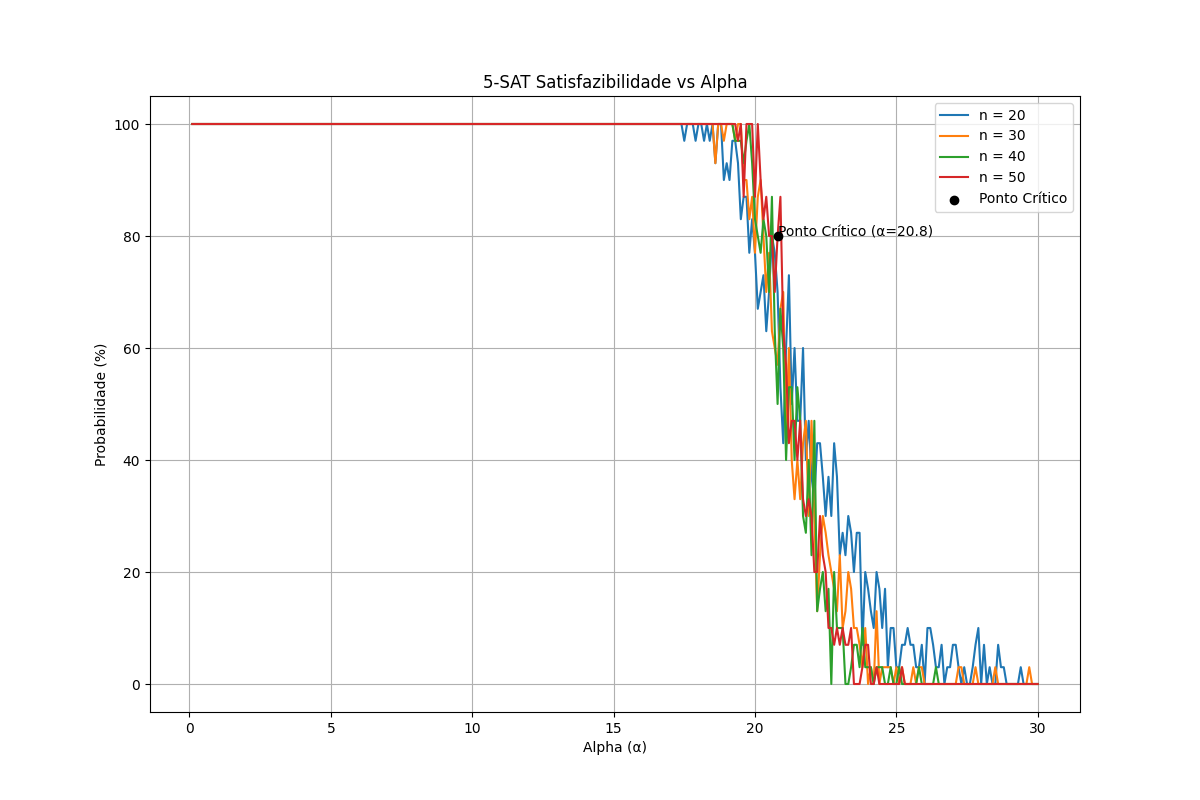 5-SAT Satisfazibilidade vs Alpha
n = 20
n = 30
n = 40
n = 50
Ponto Crítico
Ponto Crítico (α=20.8)
Probabilidade (%)
100
80
60
40
20
0
0 5 10 15 20 25 30
Alpha (α)